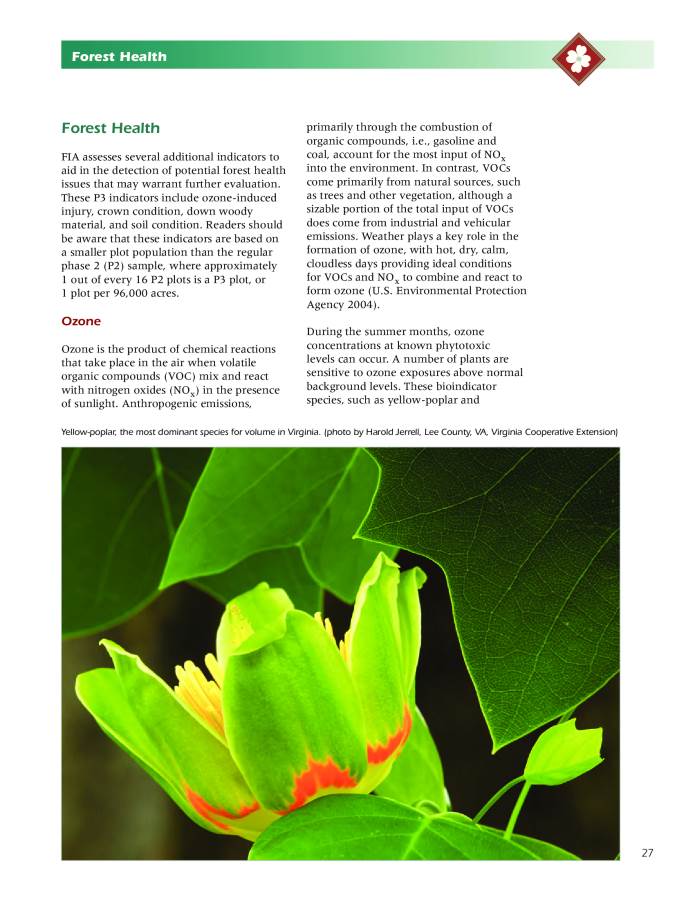 Forest Health
Forest Health
FIA assesses several additional indicators to
aid in the detection of potential forest health
issues that may warrant further evaluation.
These P3 indicators include ozone-induced
injury, crown condition, down woody
material, and soil condition. Readers should
be aware that these indicators are based on
a smaller plot population than the regular
phase 2 (P2) sample, where approximately
1 out of every 16 P2 plots is a P3 plot, or
1 plot per 96,000 acres.
Ozone
Ozone is the product of chemical reactions
that take place in the air when volatile
organic compounds (VOC) mix and react
with nitrogen oxides (NOx) in the presence
of sunlight. Anthropogenic emissions,
primarily through the combustion of
organic compounds, i.e., gasoline and
coal, account for the most input of NOx
into the environment. In contrast, VOCs
come primarily from natural sources, such
as trees and other vegetation, although a
sizable portion of the total input of VOCs
does come from industrial and vehicular
emissions. Weather plays a key role in the
formation of ozone, with hot, dry, calm,
cloudless days providing ideal conditions
for VOCs and NOx to combine and react to
form ozone (U.S. Environmental Protection
Agency 2004).
During the summer months, ozone
concentrations at known phytotoxic
levels can occur. A number of plants are
sensitive to ozone exposures above normal
background levels. These bioindicator
species, such as yellow-poplar and
Yellow-poplar, the most dominant species for volume in Virginia. (photo by Harold Jerrell, Lee County, VA, Virginia Cooperative Extension)
27